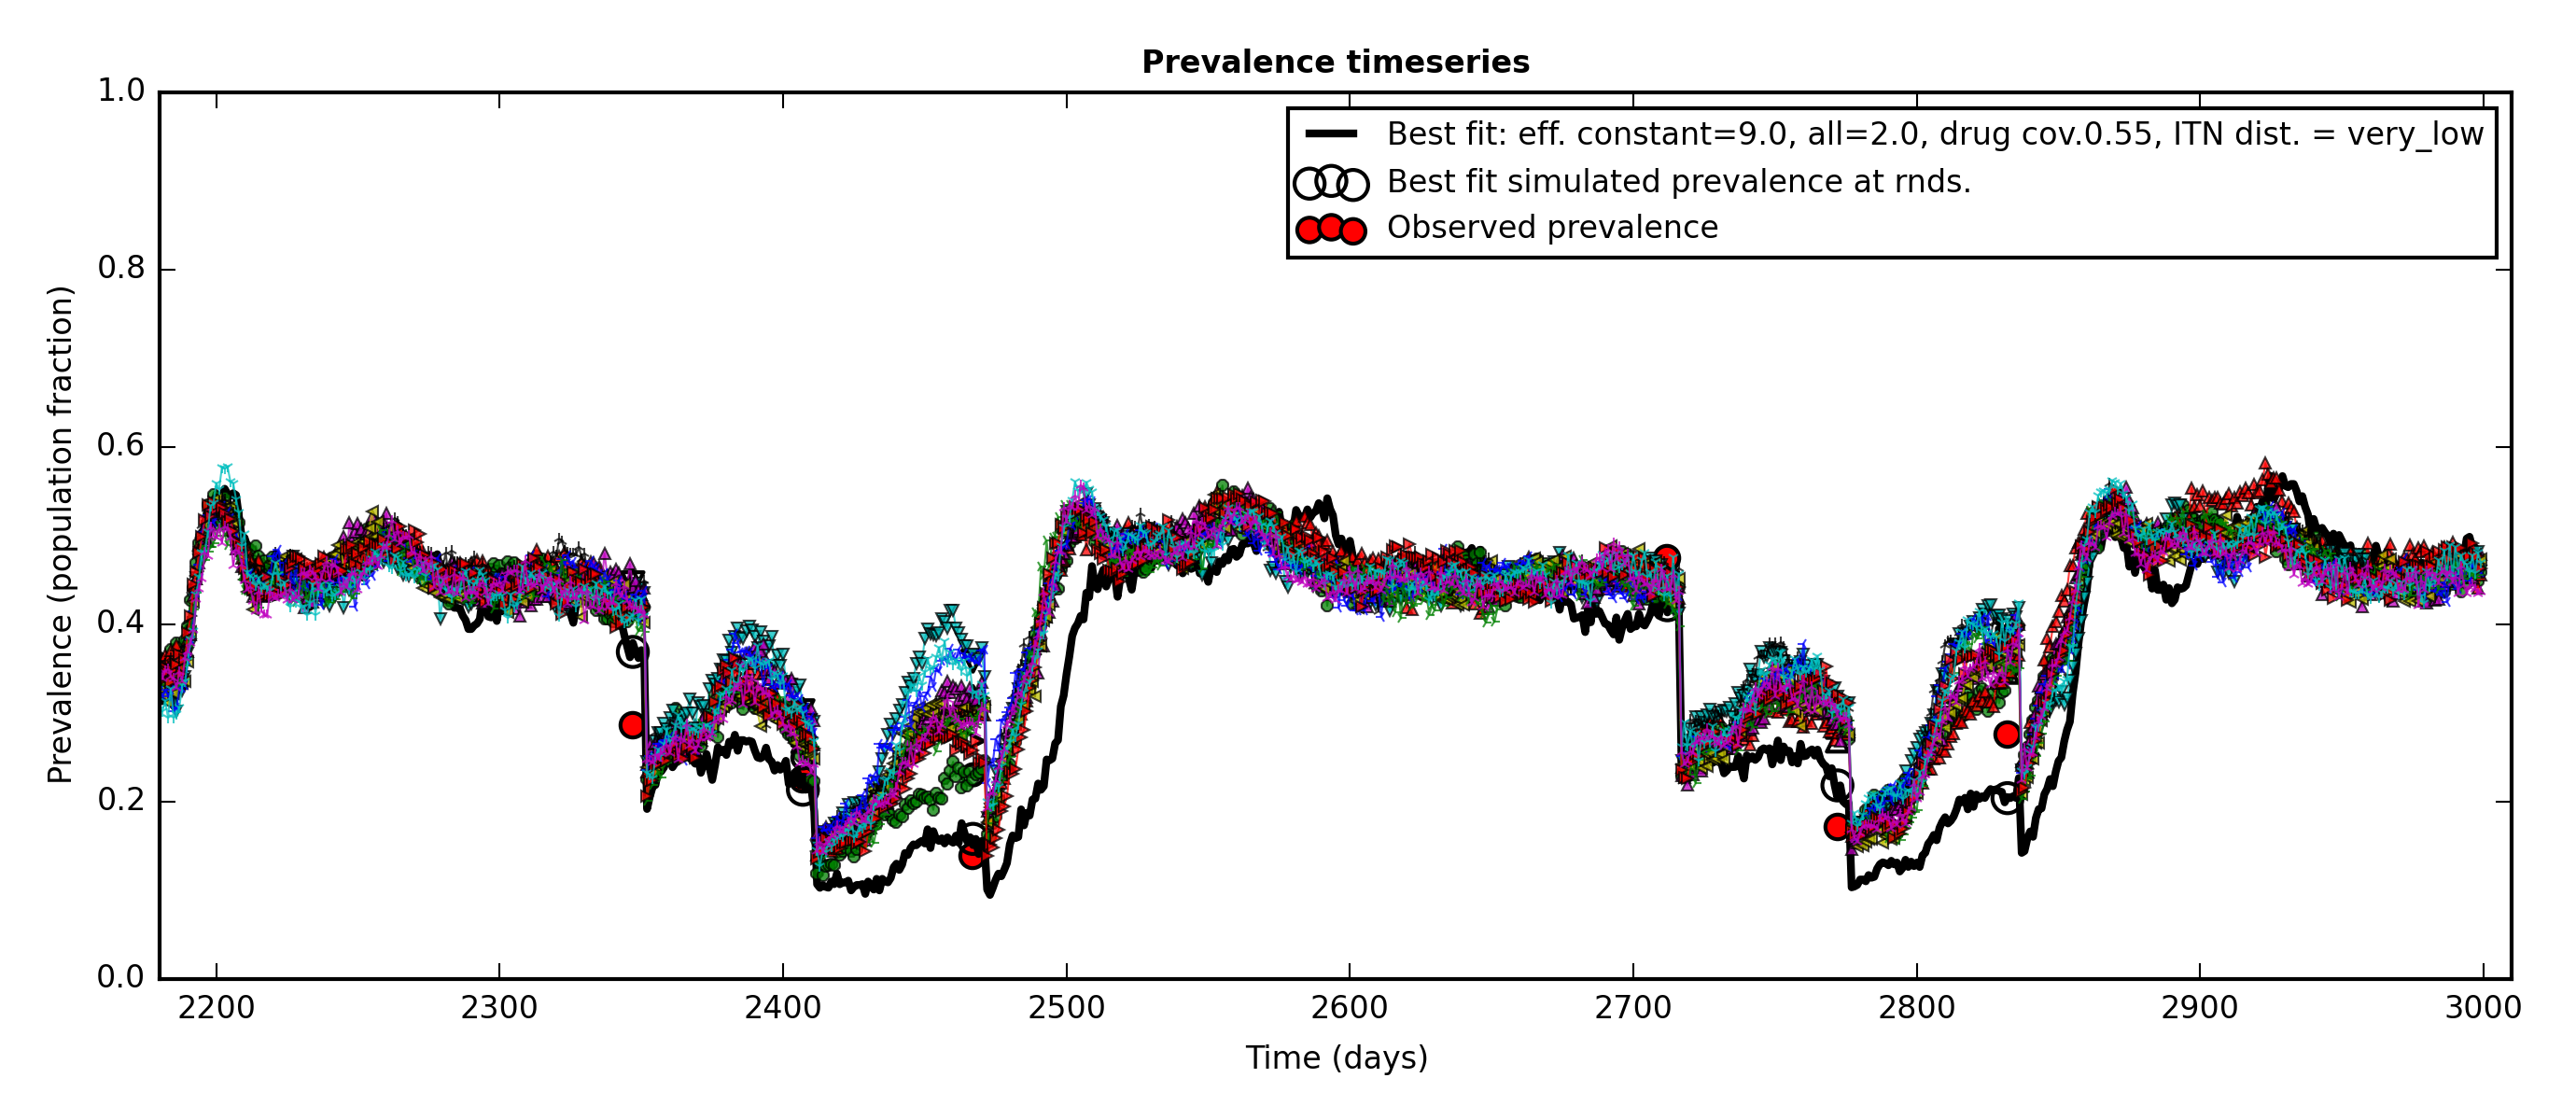 Prevalence timeseries
Best fit: eff. constant=9.0, all=2.0, drug cov.0.55, ITN dist. = very_low
Best fit simulated prevalence at rnds.
Observed prevalence
Prevalence (population fraction)
1.0
0.8
0.6
0.4
0.2
0.0
2200 2300 2400 2500 2600 2700 2800 2900 3000
Time (days)